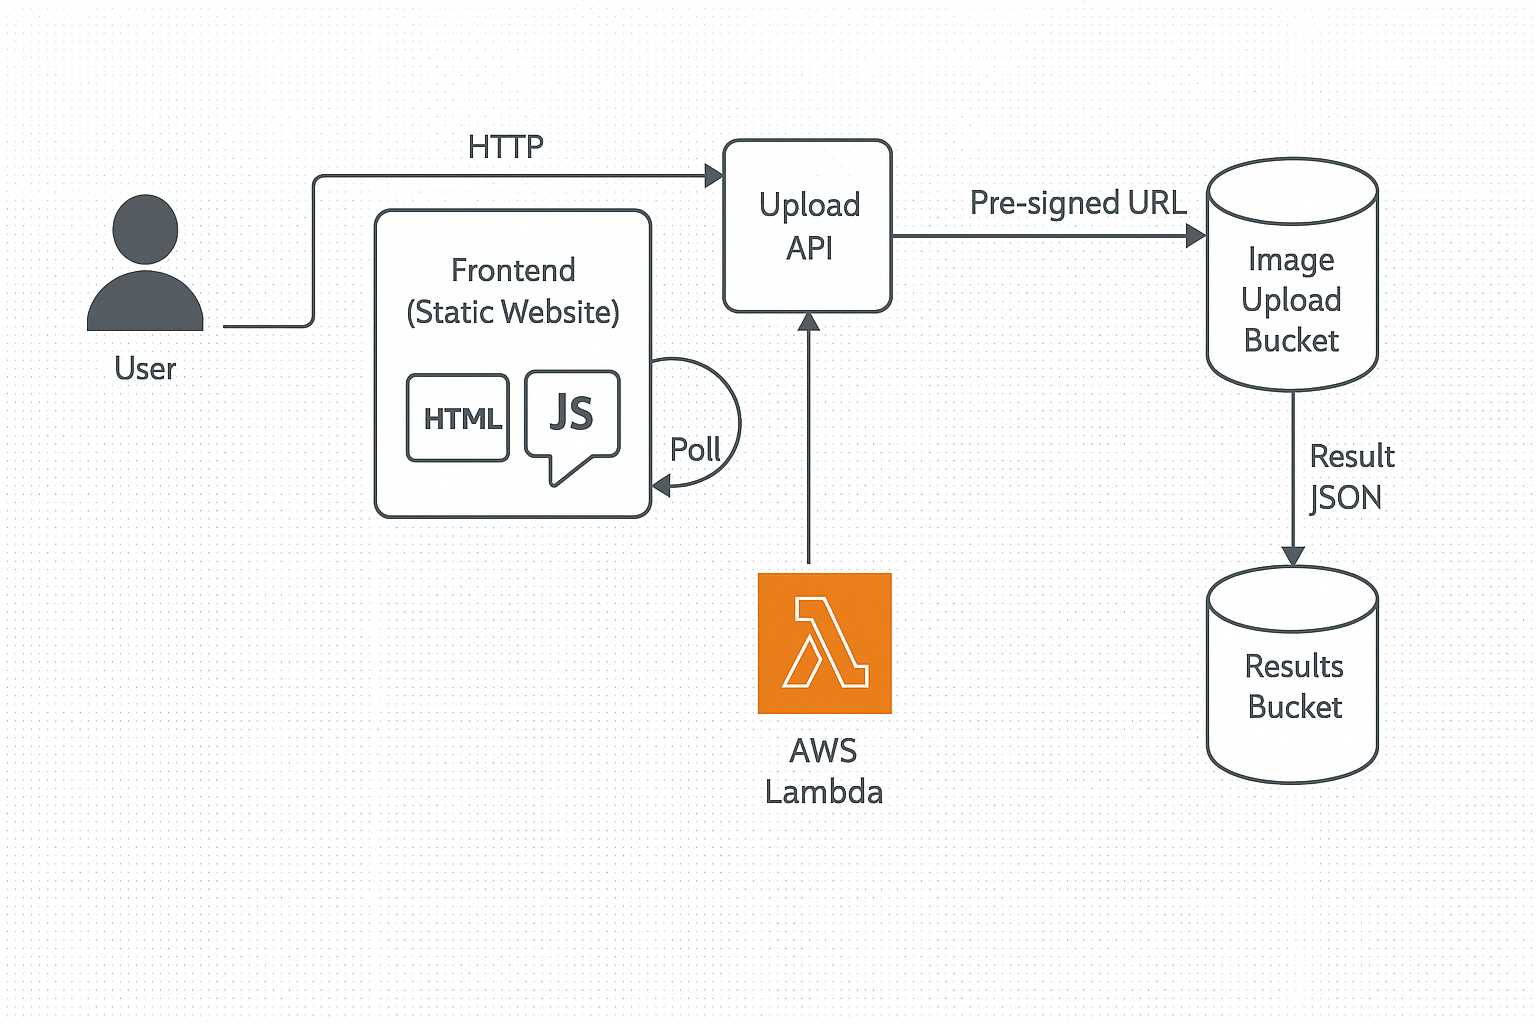 HTTP
User
Frontend
(Static Website)
HTML
JS
Poll
Upload
API
Pre-signed URL
Image
Upload
Bucket
Result
JSON
Results
Bucket
AWS
Lambda